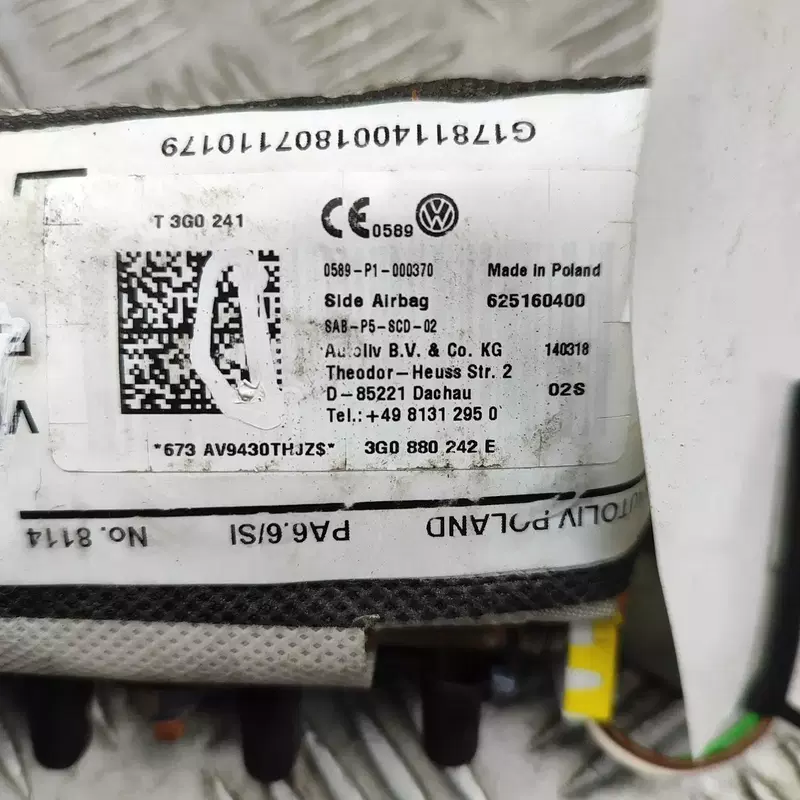 G178114001807110179
T 3G0 241
CE 0589
0589-P1-000370 Made in Poland
Side Airbag 625160400
SAB-P5-SCD-02
Autoliv B.V. & Co. KG 140318
Theodor-Heuss Str. 2
D-85221 Dachau 02S
Tel.: +49 8131 295 0
*673 AV9430THJZ$* 3G0 880 242 E
AUTOLIV POLAND PA6.6/SI No. 8114